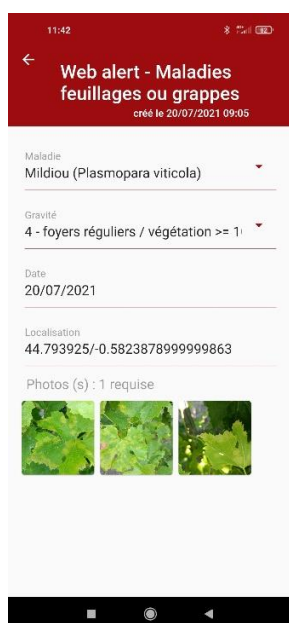 11:42
Web alert - Maladies
feuillages ou grappes
créé le 20/07/2021 09:05
Maladie
Mildiou (Plasmopara viticola)
Gravité
4 - foyers réguliers / végétation >= 1
Date
20/07/2021
Localisation
44.793925/-0.5823878999999863
Photos (s) : 1 requise